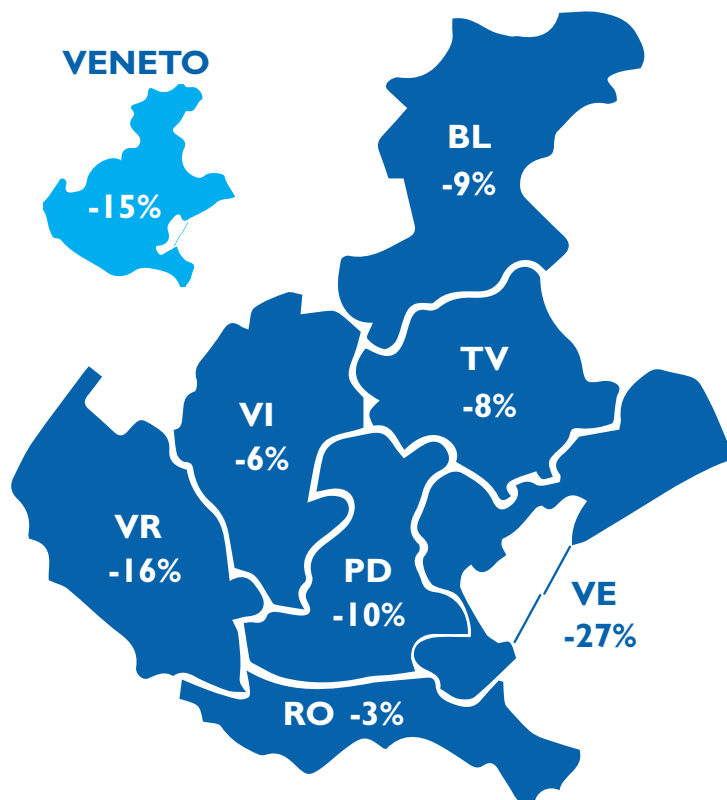 VENETO
-15%
BL
-9%
TV
-8%
VI
-6%
VR
-16%
PD
-10%
VE
-27%
RO -3%